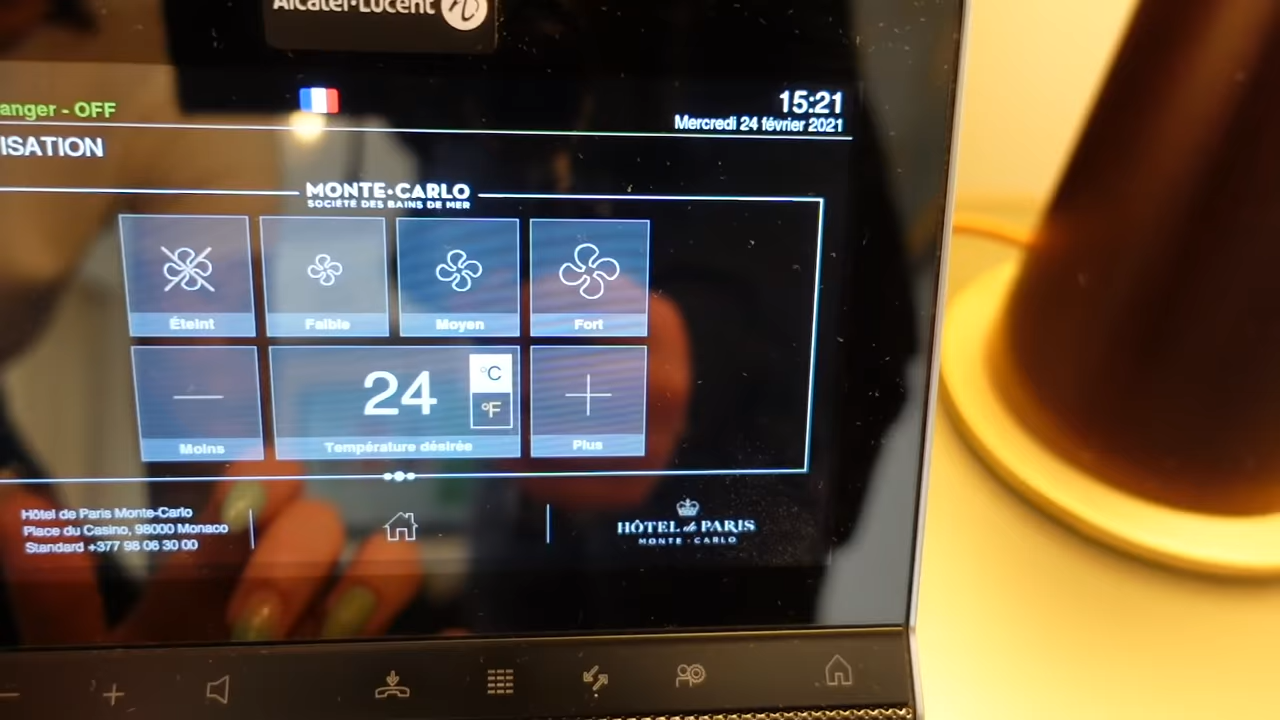 Alcatel·Lucent
anger - OFF
15:21
Mercredi 24 février 2021
ISATION
MONTE·CARLO
SOCIÉTÉ DES BAINS DE MER
Éteint
Faible
Moyen
Fort
24
°C
°F
Moins
Température désirée
Plus
Hôtel de Paris Monte-Carlo
Place du Casino, 98000 Monaco
Standard +377 98 06 30 00
HÔTEL de PARIS
MONTE·CARLO